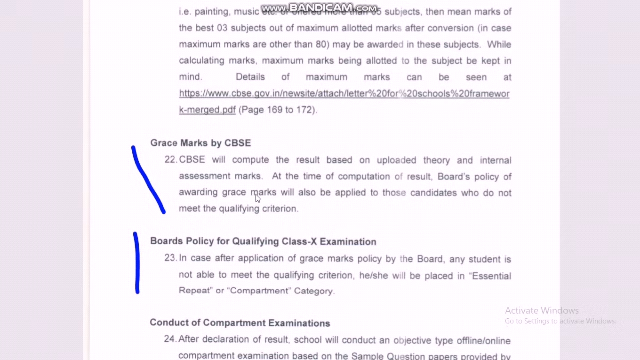 i.e. painting, music etc. or offered more than 05 subjects, then mean marks of
www.BANDICAM.com
the best 03 subjects out of maximum allotted marks after conversion (in case
maximum marks are other than 80) may be awarded in these subjects. While
calculating marks, maximum marks being allotted to the subject be kept in
mind. Details of maximum marks can be seen at
https://www.cbse.gov.in/newsite/attach/letter%20for%20schools%20framewor
k-merged.pdf (Page 169 to 172).
Grace Marks by CBSE
22. CBSE will compute the result based on uploaded theory and internal
assessment marks. At the time of computation of result, Board's policy of
awarding grace marks will also be applied to those candidates who do not
meet the qualifying criterion.
Boards Policy for Qualifying Class-X Examination
23. In case after application of grace marks policy by the Board, any student is
not able to meet the qualifying criterion, he/she will be placed in "Essential
Repeat" or "Compartment" Category.
Activate Windows
Go to Settings to activate Windows.
Conduct of Compartment Examinations
24. After declaration of result, school will conduct an objective type offline/online
compartment examination based on the Sample Question papers provided by